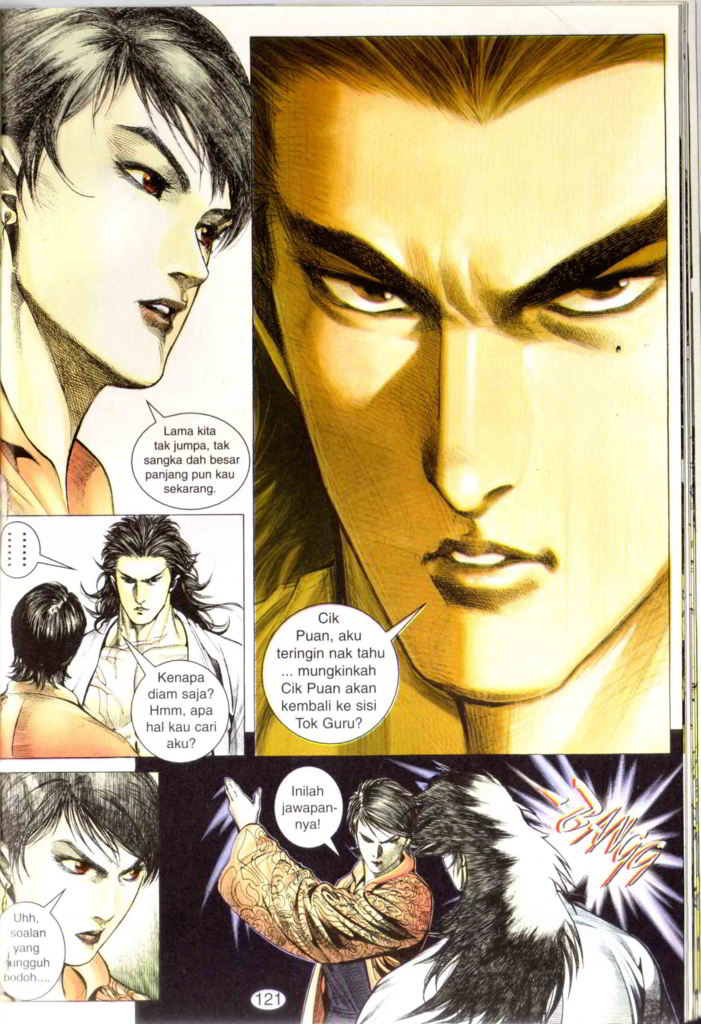 Lama kita
tak jumpa, tak
sangka dah besar
panjang pun kau
sekarang.
Kenapa
diam saja?
Hmm, apa
hal kau cari
aku?
Cik
Puan, aku
teringin nak tahu
... mungkinkah
Cik Puan akan
kembali ke sisi
Tok Guru?
Uhh,
soalan
yang
ungguh
bodoh....
Inilah
jawapan-
nya!
BANGG
121